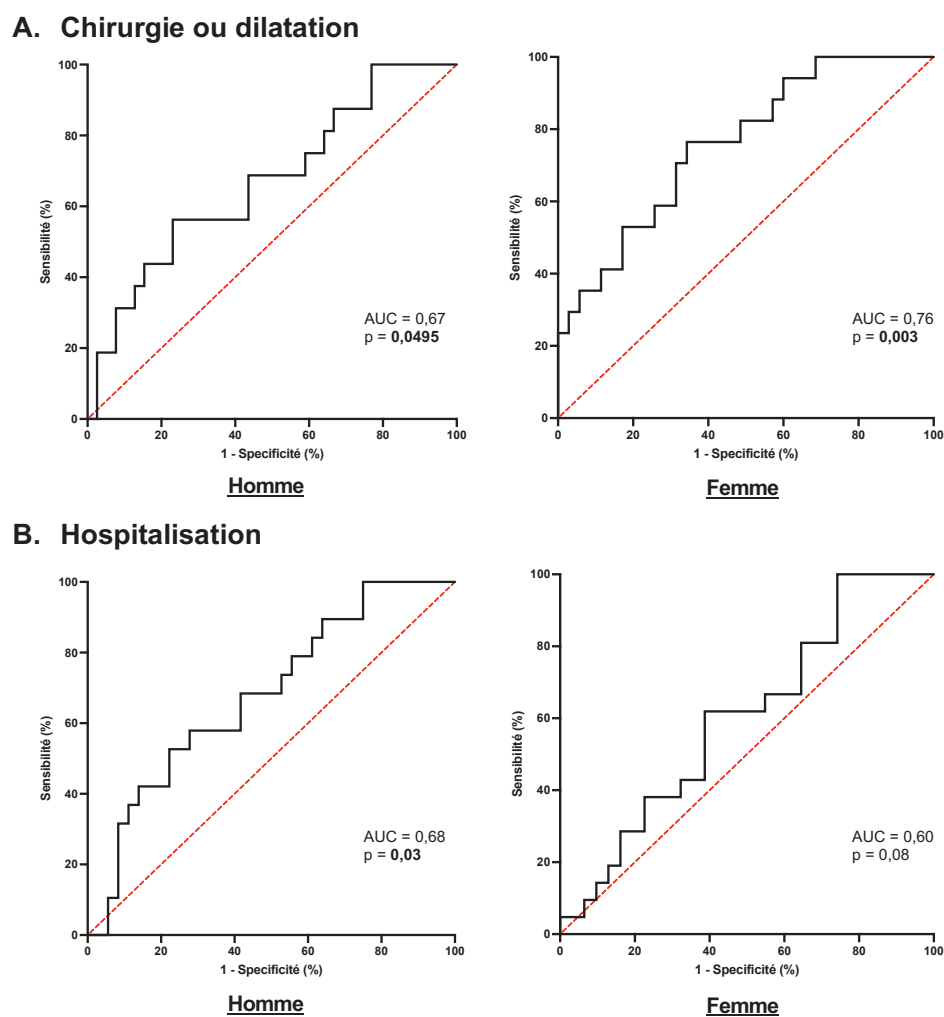 A. Chirurgie ou dilatation
100
80
60
40
20
0
Sensibilité (%)
0 20 40 60 80 100
1 - Specificité (%)
AUC = 0,67
p = 0,0495
Homme
100
80
60
40
20
0
Sensibilité (%)
0 20 40 60 80 100
1 - Specificité (%)
AUC = 0,76
p = 0,003
Femme
B. Hospitalisation
100
80
60
40
20
0
Sensibilité (%)
0 20 40 60 80 100
1 - Specificité (%)
AUC = 0,68
p = 0,03
Homme
100
80
60
40
20
0
Sensibilité (%)
0 20 40 60 80 100
1 - Specificité (%)
AUC = 0,60
p = 0,08
Femme